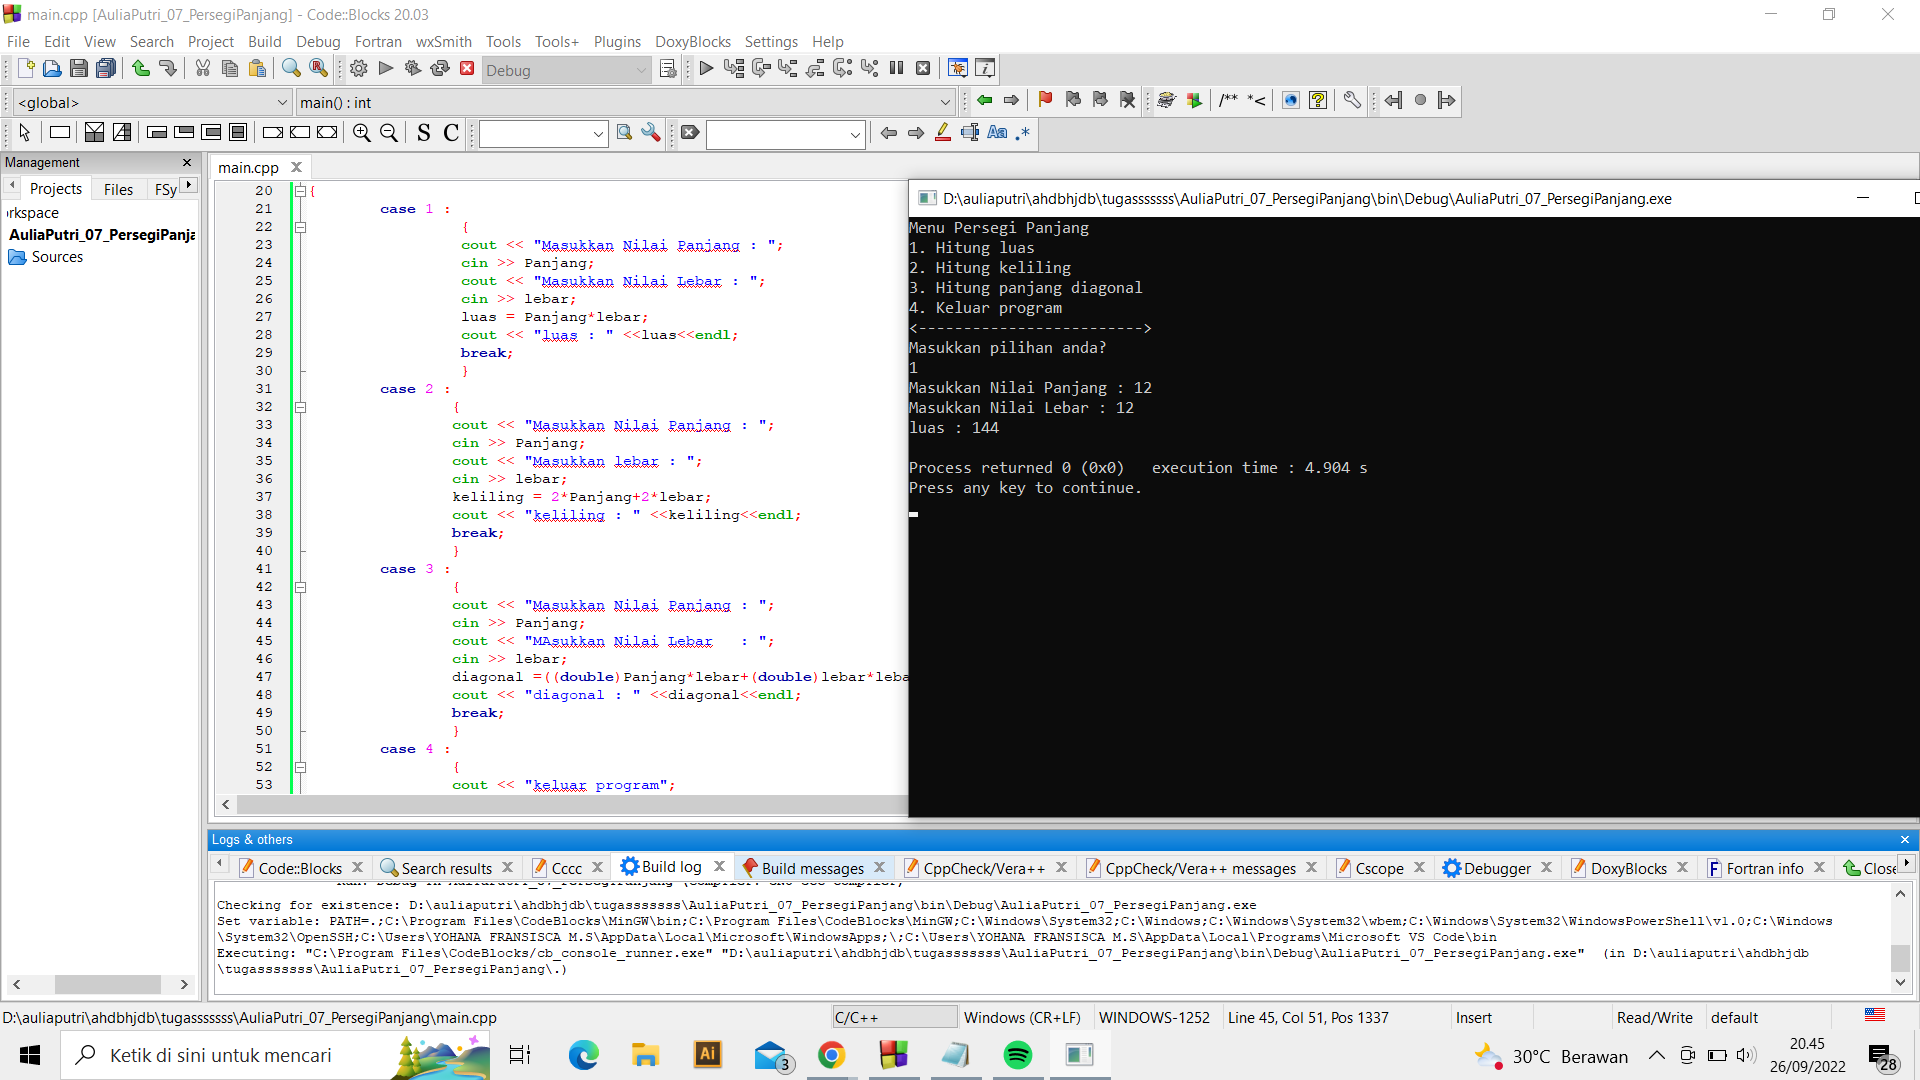 main.cpp [AuliaPutri_07_PersegiPanjang] - Code::Blocks 20.03
File Edit View Search Project Build Debug Fortran wxSmith Tools Tools+ Plugins DoxyBlocks Settings Help
Debug
<global> main() : int
/** *<
S C Aa .*
Management
Projects Files FSy
rkspace
AuliaPutri_07_PersegiPanja
Sources
main.cpp
20 {
21 case 1 :
22 {
23 cout << "Masukkan Nilai Panjang : ";
24 cin >> Panjang;
25 cout << "Masukkan Nilai Lebar : ";
26 cin >> lebar;
27 luas = Panjang*lebar;
28 cout << "luas : " <<luas<<endl;
29 break;
30 }
31 case 2 :
32 {
33 cout << "Masukkan Nilai Panjang : ";
34 cin >> Panjang;
35 cout << "Masukkan lebar : ";
36 cin >> lebar;
37 keliling = 2*Panjang+2*lebar;
38 cout << "keliling : " <<keliling<<endl;
39 break;
40 }
41 case 3 :
42 {
43 cout << "Masukkan Nilai Panjang : ";
44 cin >> Panjang;
45 cout << "MAsukkan Nilai Lebar   : ";
46 cin >> lebar;
47 diagonal =((double)Panjang*lebar+(double)lebar*leba
48 cout << "diagonal : " <<diagonal<<endl;
49 break;
50 }
51 case 4 :
52 {
53 cout << "keluar program";
D:\auliaputri\ahdbhjdb\tugasssssss\AuliaPutri_07_PersegiPanjang\bin\Debug\AuliaPutri_07_PersegiPanjang.exe
Menu Persegi Panjang
1. Hitung luas
2. Hitung keliling
3. Hitung panjang diagonal
4. Keluar program
<------------------------->
Masukkan pilihan anda?
1
Masukkan Nilai Panjang : 12
Masukkan Nilai Lebar : 12
luas : 144
Process returned 0 (0x0)   execution time : 4.904 s
Press any key to continue.
Logs & others
Code::Blocks Search results Cccc Build log Build messages CppCheck/Vera++ CppCheck/Vera++ messages Cscope Debugger DoxyBlocks Fortran info Close
Checking for existence: D:\auliaputri\ahdbhjdb\tugasssssss\AuliaPutri_07_PersegiPanjang\bin\Debug\AuliaPutri_07_PersegiPanjang.exe
Set variable: PATH=.;C:\Program Files\CodeBlocks\MinGW\bin;C:\Program Files\CodeBlocks\MinGW;C:\Windows\System32;C:\Windows;C:\Windows\System32\wbem;C:\Windows\System32\WindowsPowerShell\v1.0;C:\Windows
\System32\OpenSSH;C:\Users\YOHANA FRANSISCA M.S\AppData\Local\Microsoft\WindowsApps;\;C:\Users\YOHANA FRANSISCA M.S\AppData\Local\Programs\Microsoft VS Code\bin
Executing: "C:\Program Files\CodeBlocks/cb_console_runner.exe" "D:\auliaputri\ahdbhjdb\tugasssssss\AuliaPutri_07_PersegiPanjang\bin\Debug\AuliaPutri_07_PersegiPanjang.exe"  (in D:\auliaputri\ahdbhjdb
\tugasssssss\AuliaPutri_07_PersegiPanjang\.)
D:\auliaputri\ahdbhjdb\tugasssssss\AuliaPutri_07_PersegiPanjang\main.cpp C/C++ Windows (CR+LF) WINDOWS-1252 Line 45, Col 51, Pos 1337 Insert Read/Write default
Ketik di sini untuk mencari Ai 3 30°C Berawan 20.45
26/09/2022 28